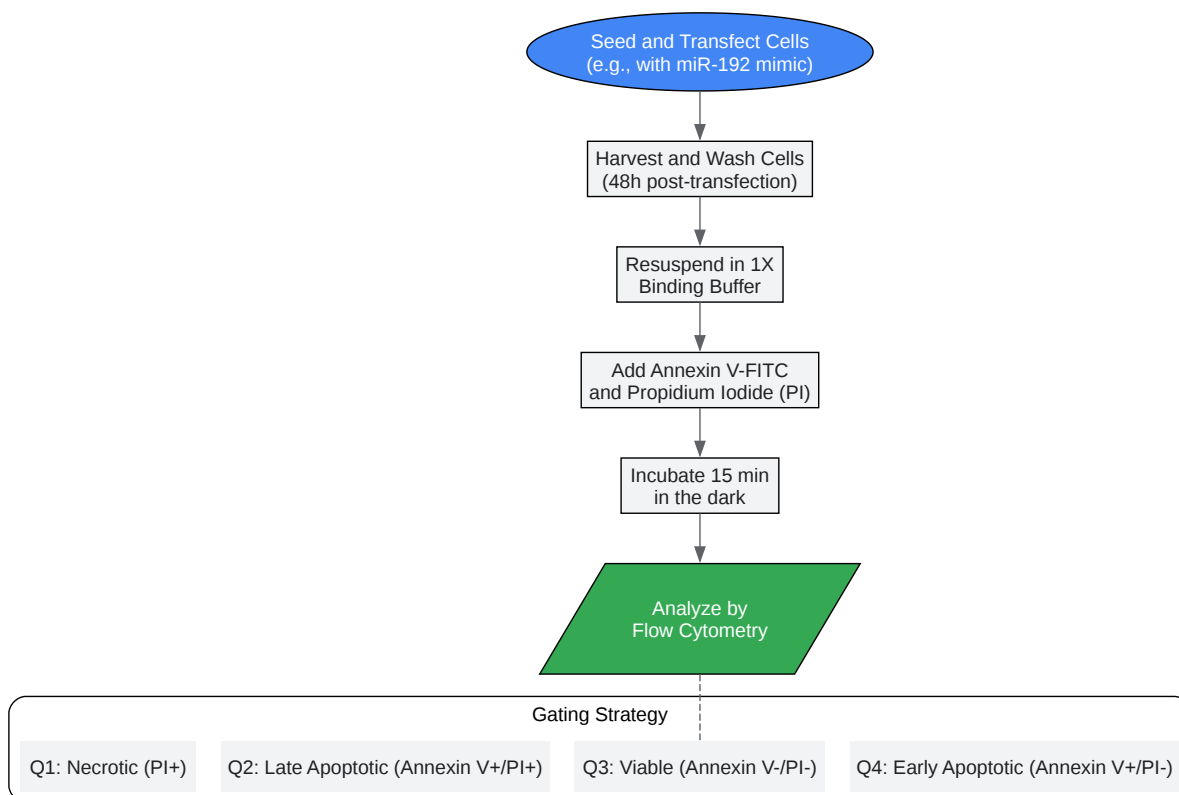 Seed and Transfect Cells
(e.g., with miR-192 mimic)
Harvest and Wash Cells
(48h post-transfection)
Resuspend in 1X
Binding Buffer
Add Annexin V-FITC
and Propidium Iodide (PI)
Incubate 15 min
in the dark
Analyze by
Flow Cytometry
Gating Strategy
Q1: Necrotic (PI+)
Q2: Late Apoptotic (Annexin V+/PI+)
Q3: Viable (Annexin V-/PI-)
Q4: Early Apoptotic (Annexin V+/PI-)